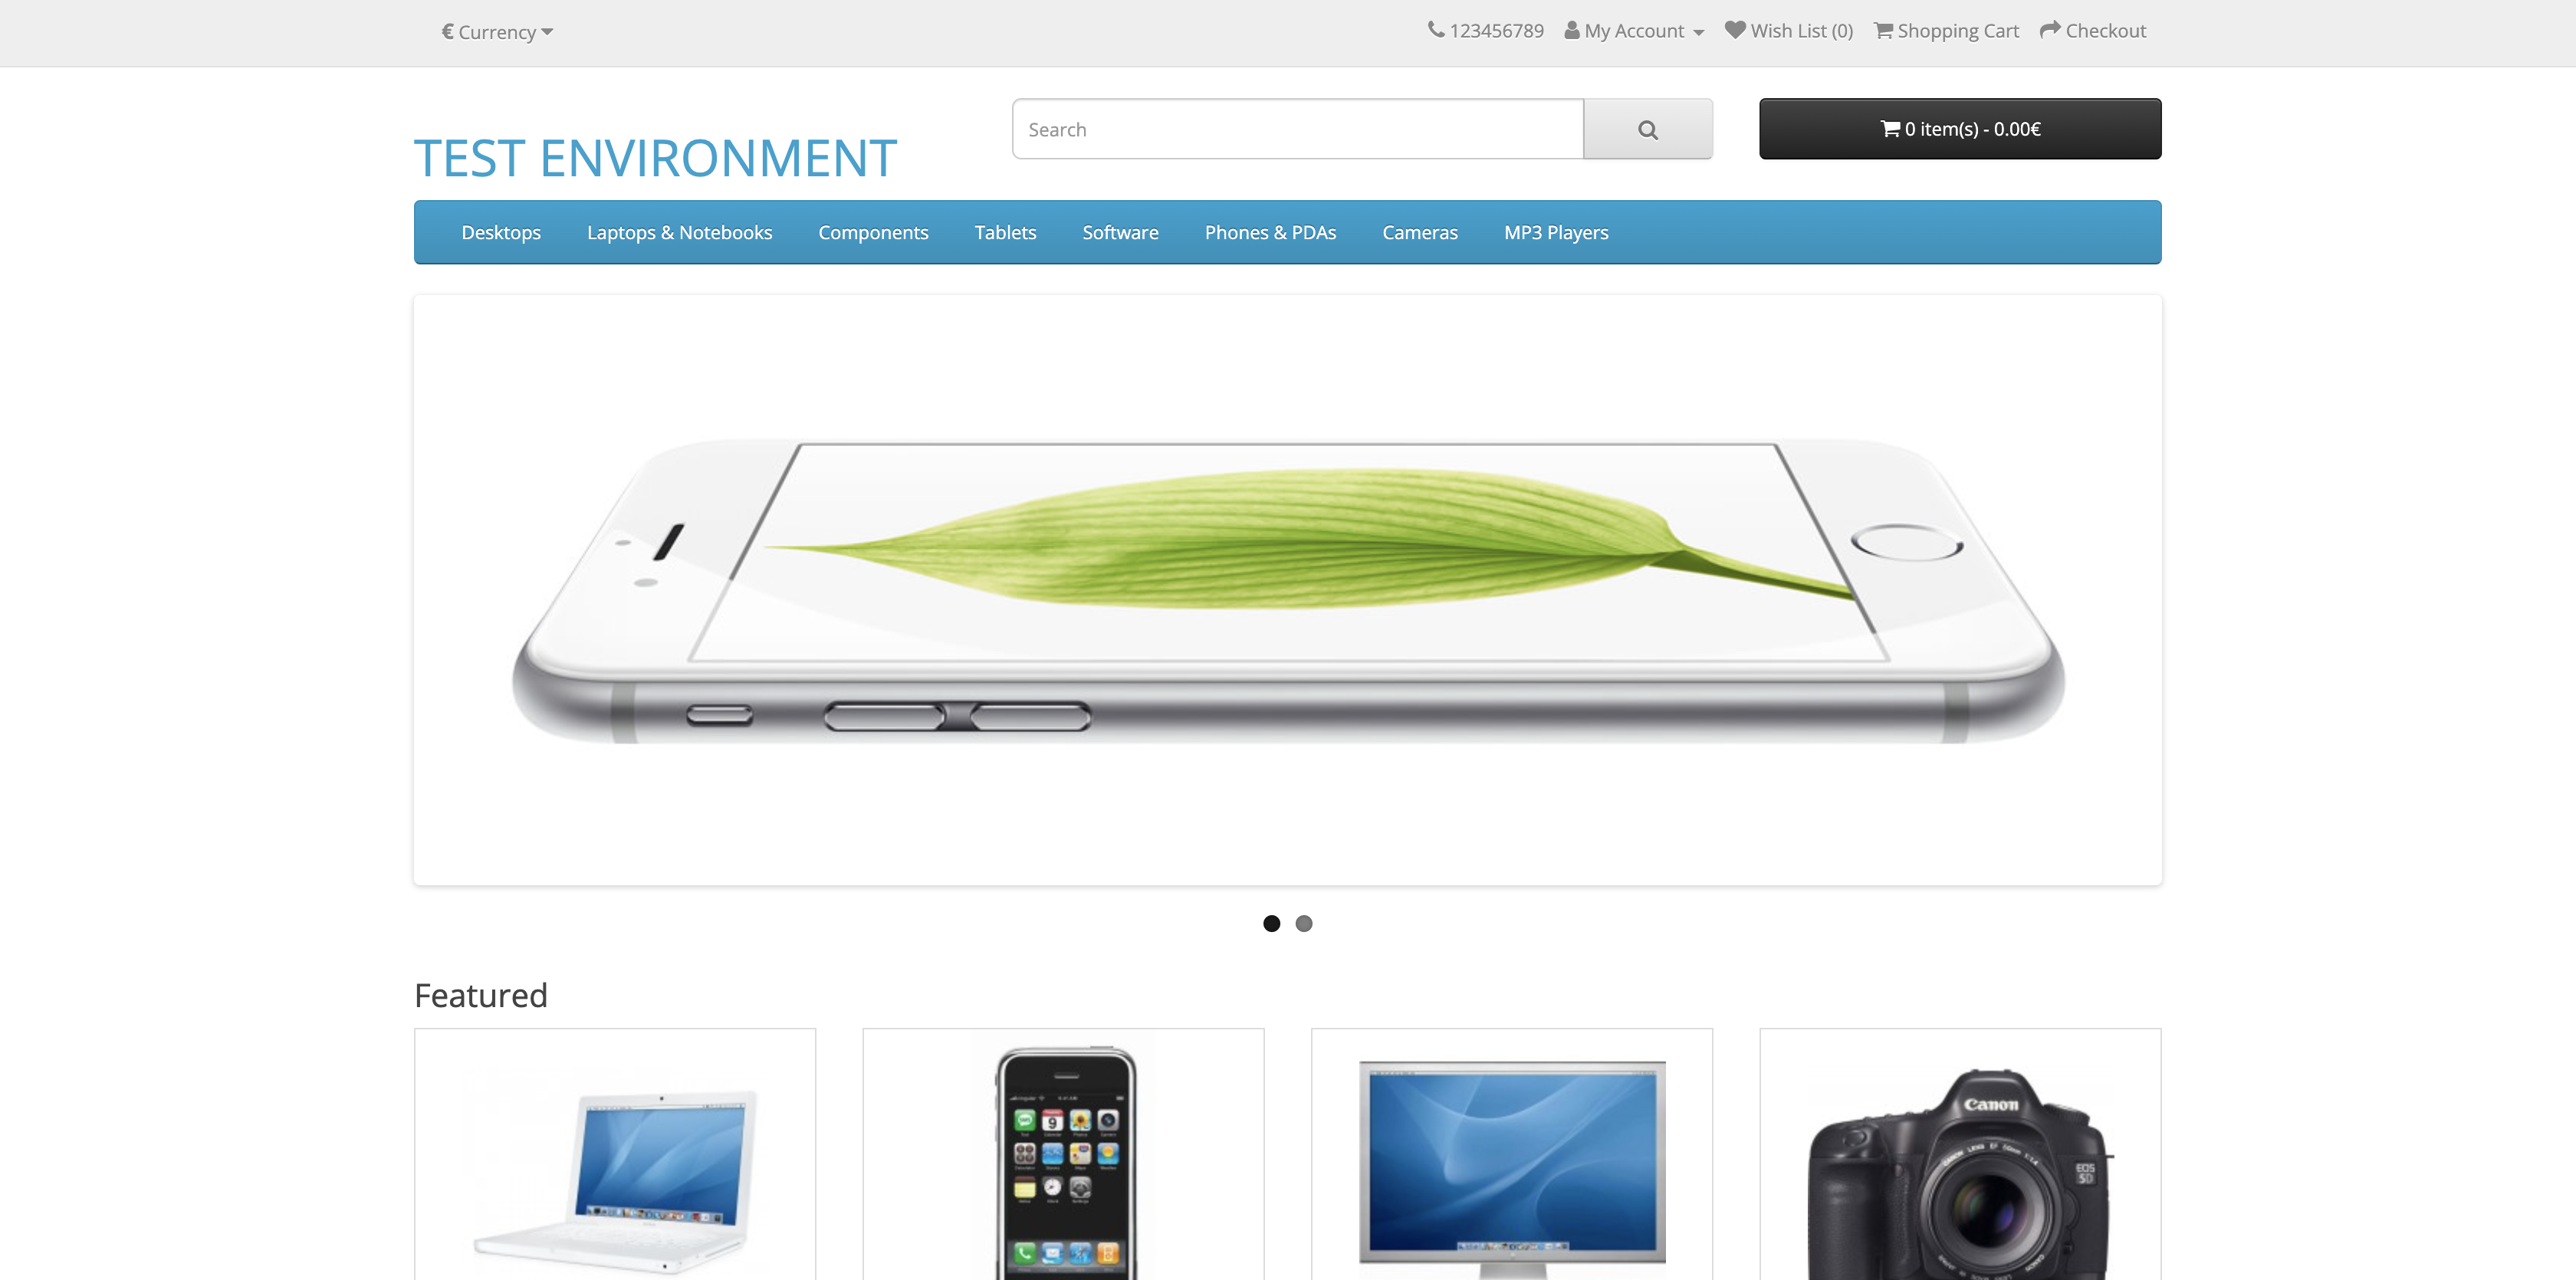 € Currency
123456789 My Account Wish List (0) Shopping Cart Checkout
TEST ENVIRONMENT
Search
0 item(s) - 0.00€
Desktops Laptops & Notebooks Components Tablets Software Phones & PDAs Cameras MP3 Players
Featured
Canon
EOS
5D